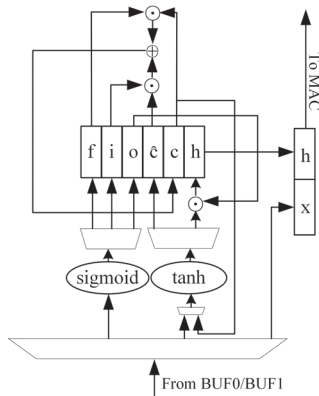 To MAC
f i o ĉ c h
h
x
sigmoid
tanh
From BUF0/BUF1